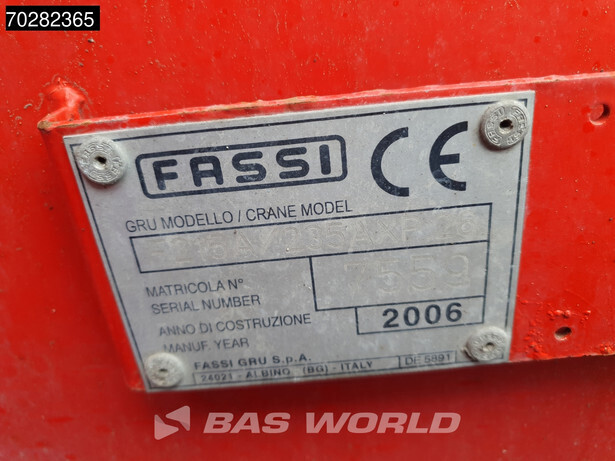 70282365
FASSI CE
GRU MODELLO / CRANE MODEL
MATRICOLA N°
SERIAL NUMBER
7559
ANNO DI COSTRUZIONE
MANUF. YEAR
2006
FASSI GRU S.p.A.
24021 - ALBINO (BG) - ITALY
DE 5891
BAS WORLD